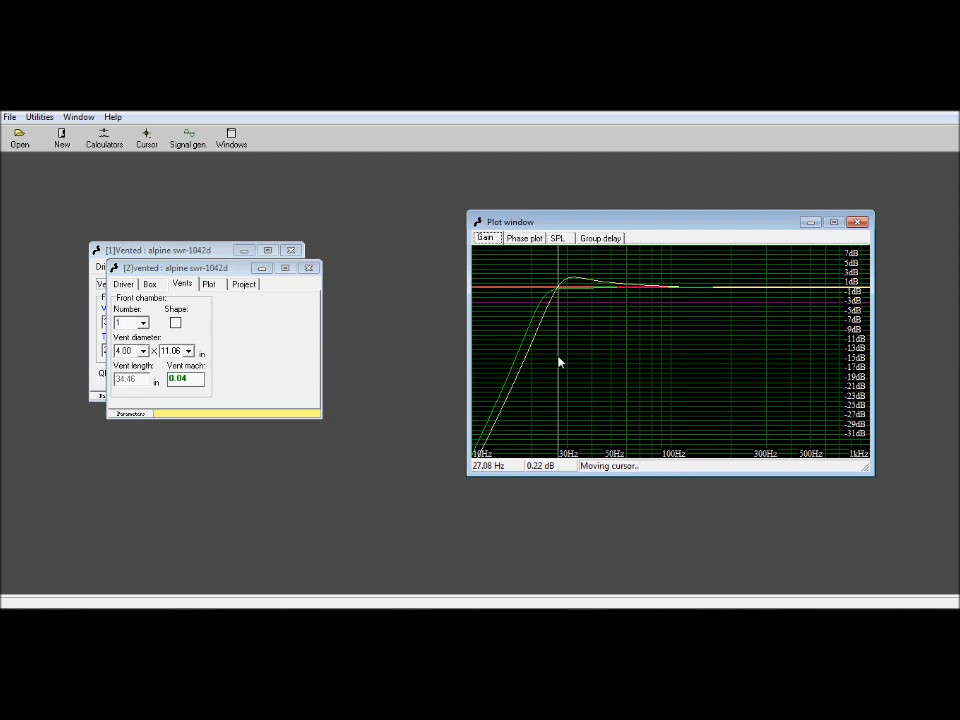 File Utilities Window Help
Open New Calculators Cursor Signal gen. Windows
[1]Vented : alpine swr-1042d
[2]vented : alpine swr-1042d
Driver Box Vents Plot Project
Front chamber:
Number: Shape:
1
Vent diameter:
4.00 X 11.06 in
Vent length: Vent mach:
34.46 in 0.04
Parameters
Plot window
Gain Phase plot SPL Group delay
7dB
5dB
3dB
1dB
-1dB
-3dB
-5dB
-7dB
-9dB
-11dB
-13dB
-15dB
-17dB
-19dB
-21dB
-23dB
-25dB
-27dB
-29dB
-31dB
10Hz 30Hz 50Hz 100Hz 300Hz 500Hz 1kHz
27.08 Hz 0.22 dB Moving cursor..